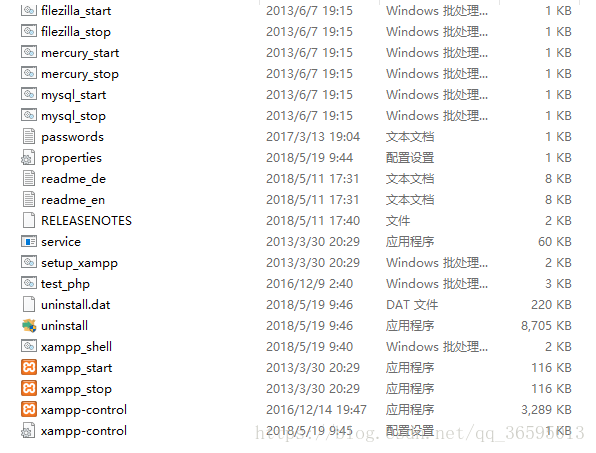 filezilla_start 2013/6/7 19:15 Windows 批处理... 1 KB
filezilla_stop 2013/6/7 19:15 Windows 批处理... 1 KB
mercury_start 2013/6/7 19:15 Windows 批处理... 1 KB
mercury_stop 2013/6/7 19:15 Windows 批处理... 1 KB
mysql_start 2013/6/7 19:15 Windows 批处理... 1 KB
mysql_stop 2013/6/7 19:15 Windows 批处理... 1 KB
passwords 2017/3/13 19:04 文本文档 1 KB
properties 2018/5/19 9:44 配置设置 1 KB
readme_de 2018/5/11 17:31 文本文档 8 KB
readme_en 2018/5/11 17:31 文本文档 8 KB
RELEASENOTES 2018/5/11 17:40 文件 2 KB
service 2013/3/30 20:29 应用程序 60 KB
setup_xampp 2013/3/30 20:29 Windows 批处理... 2 KB
test_php 2016/12/9 2:40 Windows 批处理... 3 KB
uninstall.dat 2018/5/19 9:46 DAT 文件 220 KB
uninstall 2018/5/19 9:46 应用程序 8,705 KB
xampp_shell 2018/5/19 9:40 Windows 批处理... 2 KB
xampp_start 2013/3/30 20:29 应用程序 116 KB
xampp_stop 2013/3/30 20:29 应用程序 116 KB
xampp-control 2016/12/14 19:47 应用程序 3,289 KB
xampp-control 2018/5/19 9:45 配置设置 1 KB
https://blog.csdn.net/qq_36595613